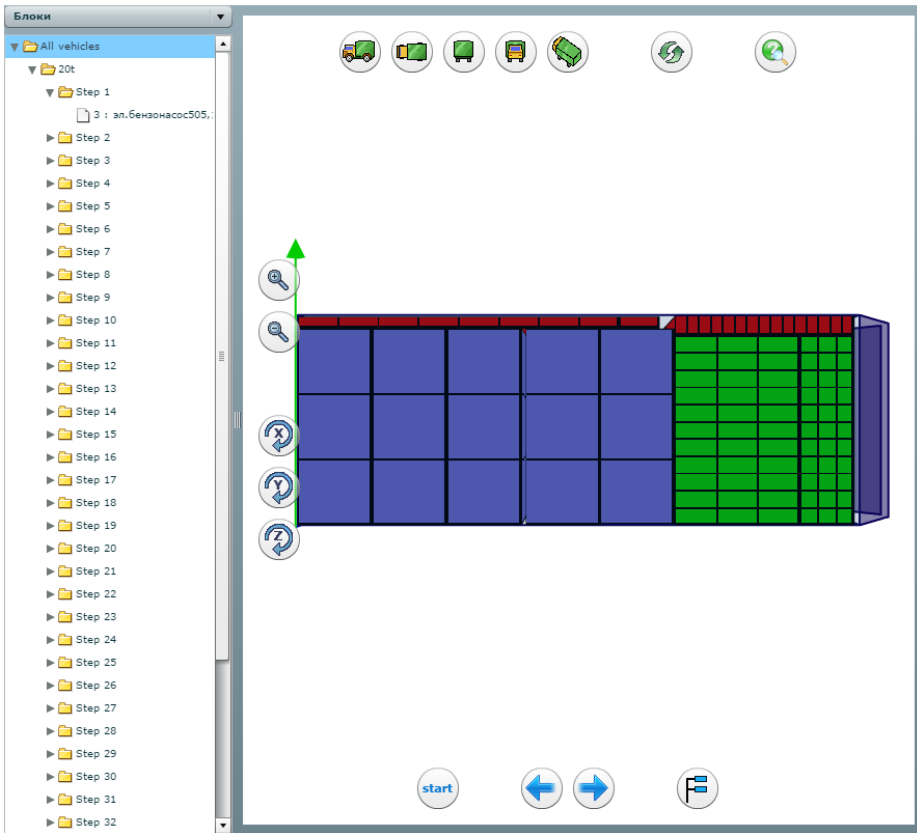 Блоки
All vehicles
20t
Step 1
3 : эл.бензонасос505,
Step 2
Step 3
Step 4
Step 5
Step 6
Step 7
Step 8
Step 9
Step 10
Step 11
Step 12
Step 13
Step 14
Step 15
Step 16
Step 17
Step 18
Step 19
Step 20
Step 21
Step 22
Step 23
Step 24
Step 25
Step 26
Step 27
Step 28
Step 29
Step 30
Step 31
Step 32
X
Y
Z
start